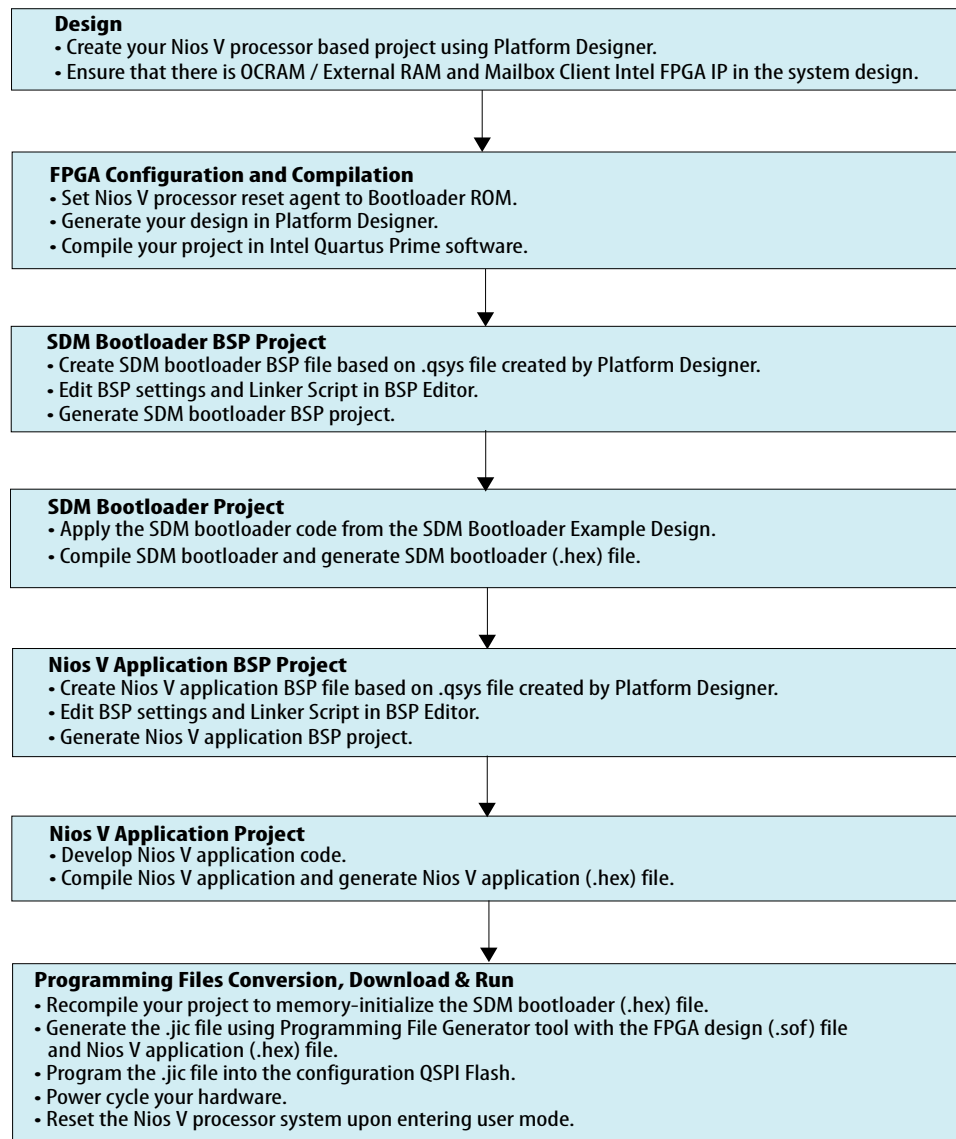 Design
• Create your Nios V processor based project using Platform Designer.
• Ensure that there is OCRAM / External RAM and Mailbox Client Intel FPGA IP in the system design.
FPGA Configuration and Compilation
• Set Nios V processor reset agent to Bootloader ROM.
• Generate your design in Platform Designer.
• Compile your project in Intel Quartus Prime software.
SDM Bootloader BSP Project
• Create SDM bootloader BSP file based on .qsys file created by Platform Designer.
• Edit BSP settings and Linker Script in BSP Editor.
• Generate SDM bootloader BSP project.
SDM Bootloader Project
• Apply the SDM bootloader code from the SDM Bootloader Example Design.
• Compile SDM bootloader and generate SDM bootloader (.hex) file.
Nios V Application BSP Project
• Create Nios V application BSP file based on .qsys file created by Platform Designer.
• Edit BSP settings and Linker Script in BSP Editor.
• Generate Nios V application BSP project.
Nios V Application Project
• Develop Nios V application code.
• Compile Nios V application and generate Nios V application (.hex) file.
Programming Files Conversion, Download & Run
• Recompile your project to memory-initialize the SDM bootloader (.hex) file.
• Generate the .jic file using Programming File Generator tool with the FPGA design (.sof) file
and Nios V application (.hex) file.
• Program the .jic file into the configuration QSPI Flash.
• Power cycle your hardware.
• Reset the Nios V processor system upon entering user mode.